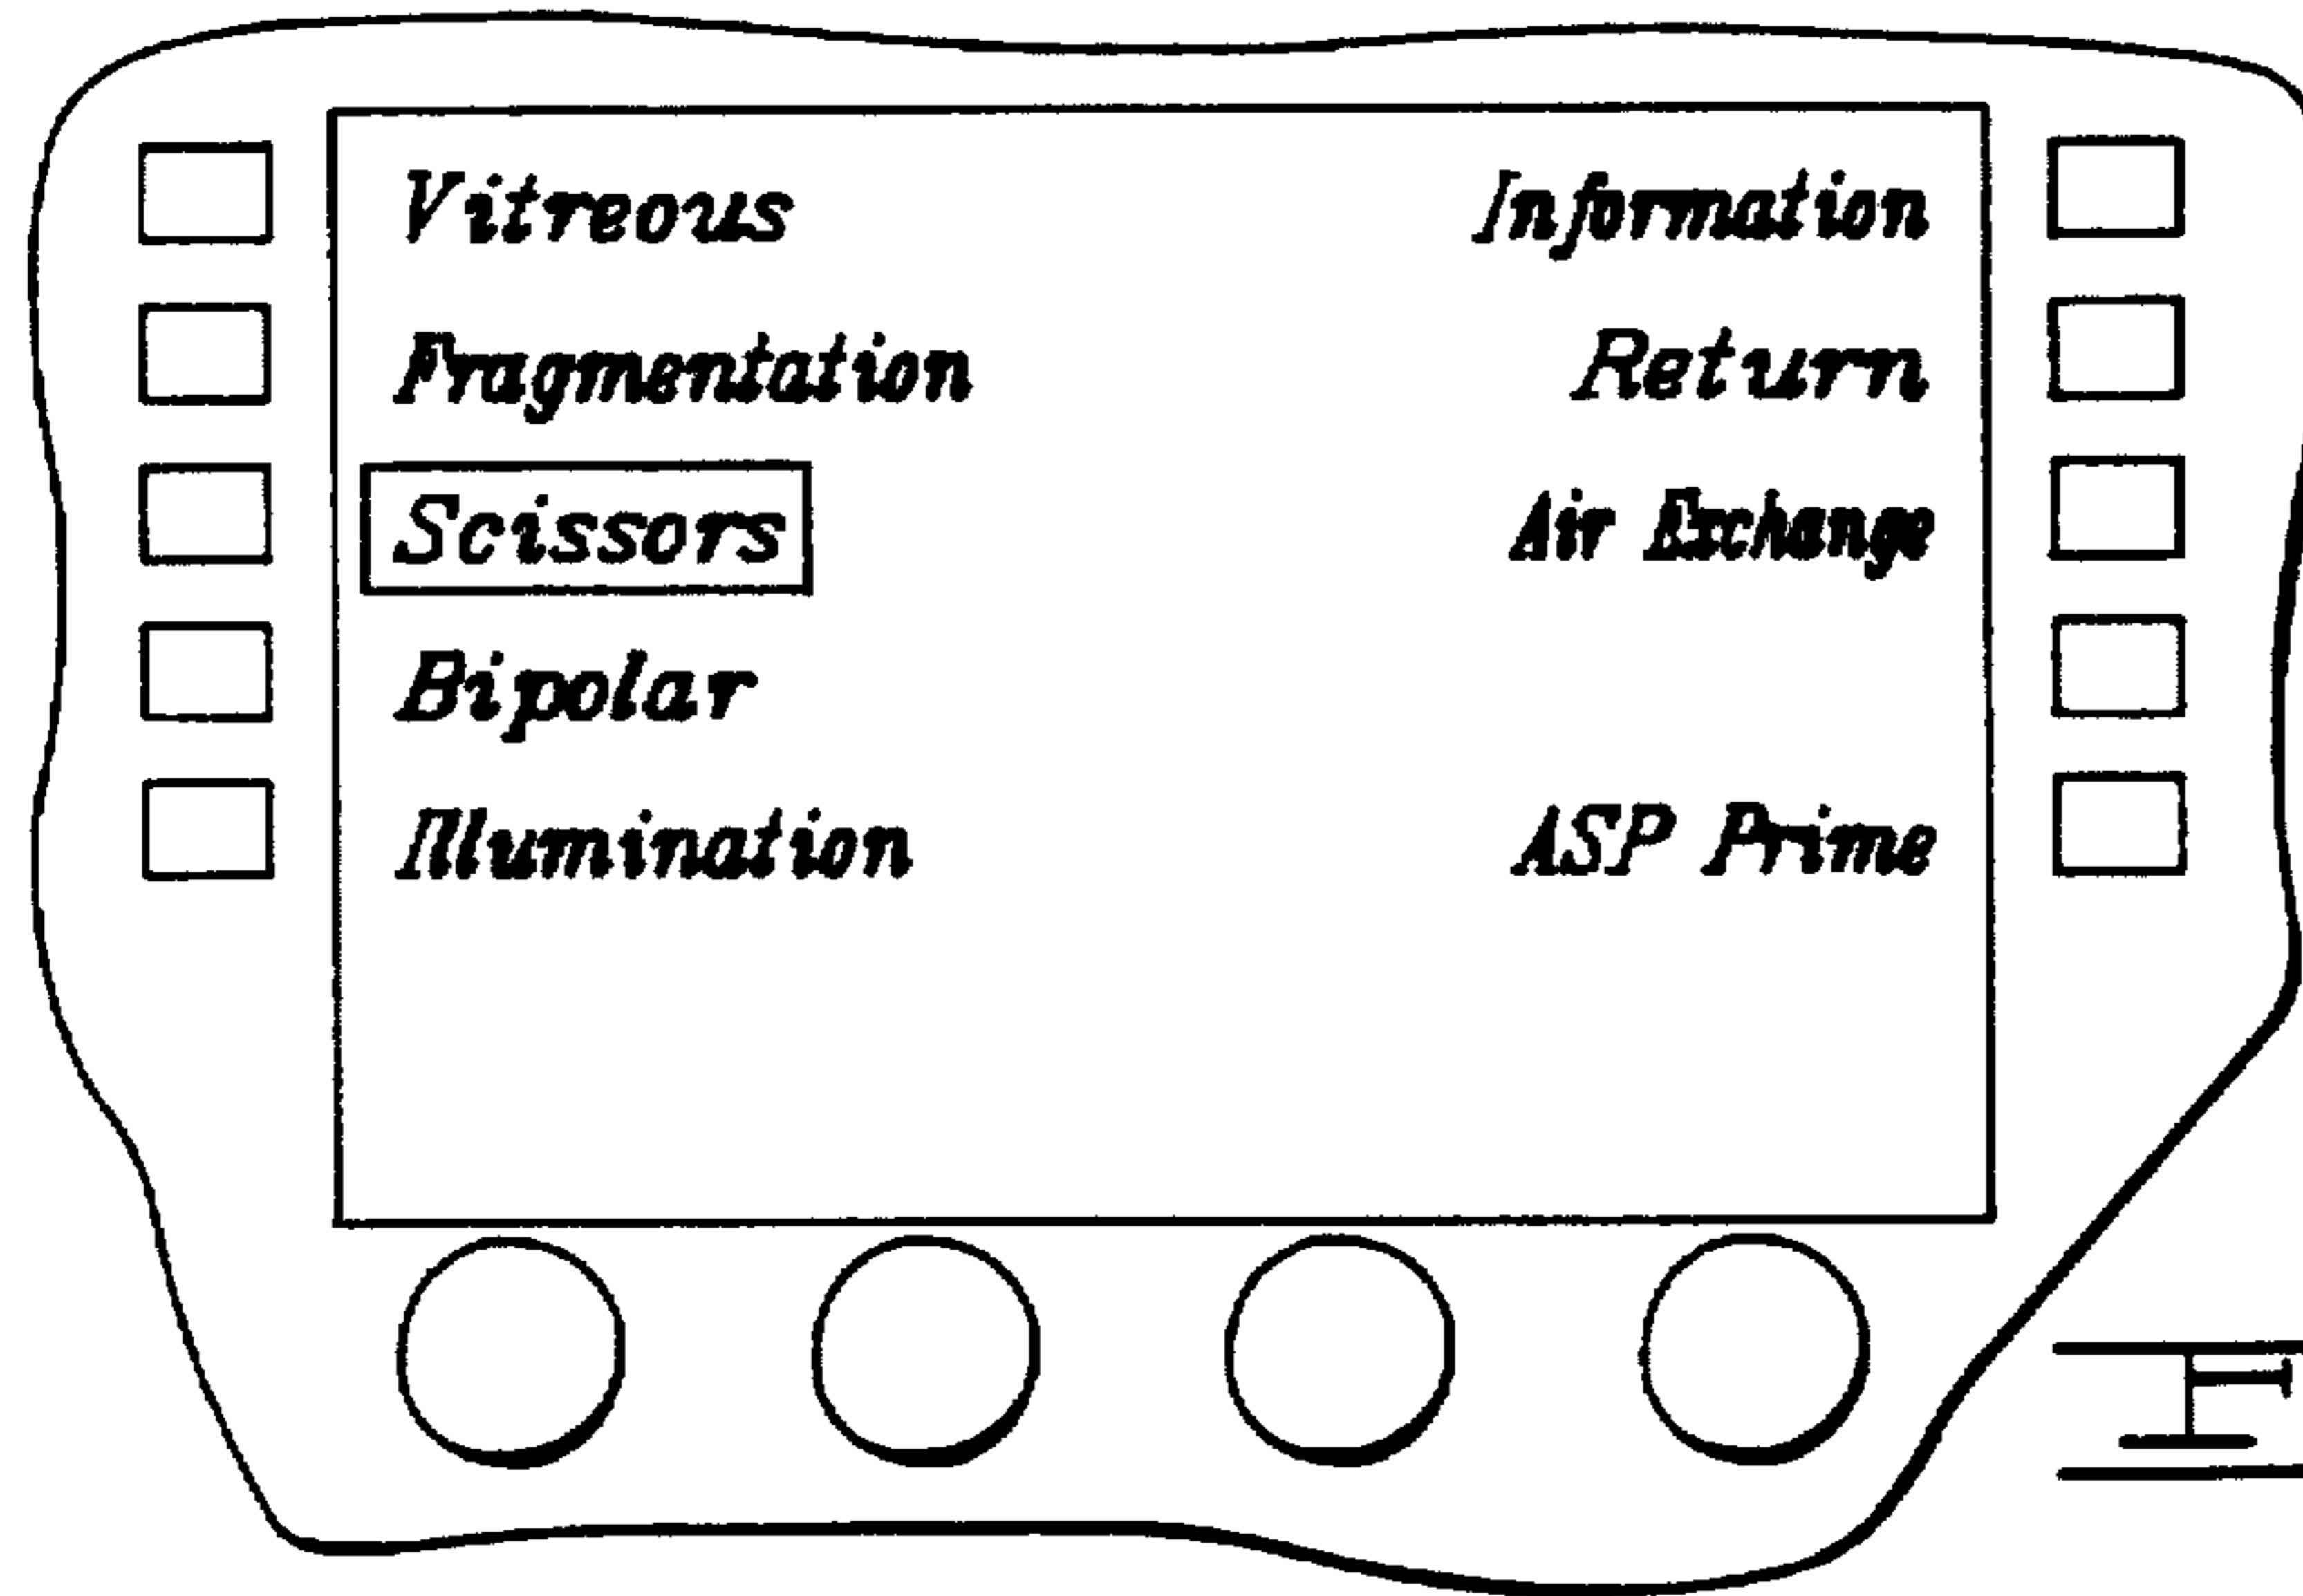 Vitreous Information
Fragmentation Return
Scissors Air Exchange
Bipolar
Illumination ASP Prime